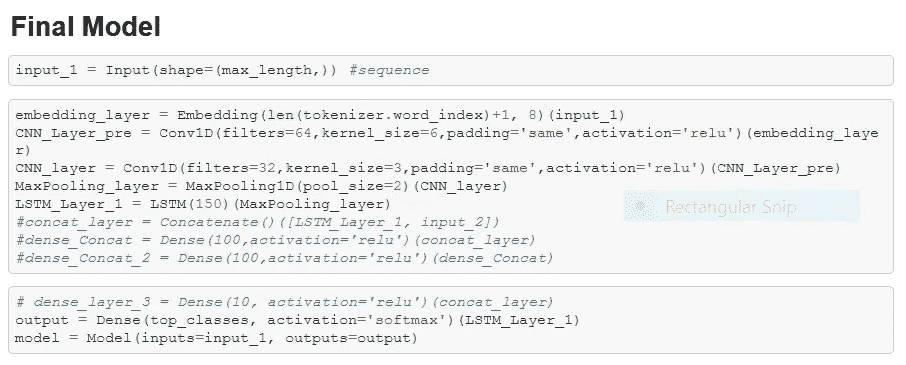 Final Model
input_1 = Input(shape=(max_length,)) #sequence
embedding_layer = Embedding(len(tokenizer.word_index)+1, 8)(input_1)
CNN_Layer_pre = Conv1D(filters=64,kernel_size=6,padding='same',activation='relu')(embedding_laye
r)
CNN_layer = Conv1D(filters=32,kernel_size=3,padding='same',activation='relu')(CNN_Layer_pre)
MaxPooling_layer = MaxPooling1D(pool_size=2)(CNN_layer)
LSTM_Layer_1 = LSTM(150)(MaxPooling_layer)
Rectangular Snip
#concat_layer = Concatenate()([LSTM_Layer_1, input_2])
#dense_Concat = Dense(100,activation='relu')(concat_layer)
#dense_Concat_2 = Dense(100,activation='relu')(dense_Concat)
# dense_layer_3 = Dense(10, activation='relu')(concat_layer)
output = Dense(top_classes, activation='softmax')(LSTM_Layer_1)
model = Model(inputs=input_1, outputs=output)